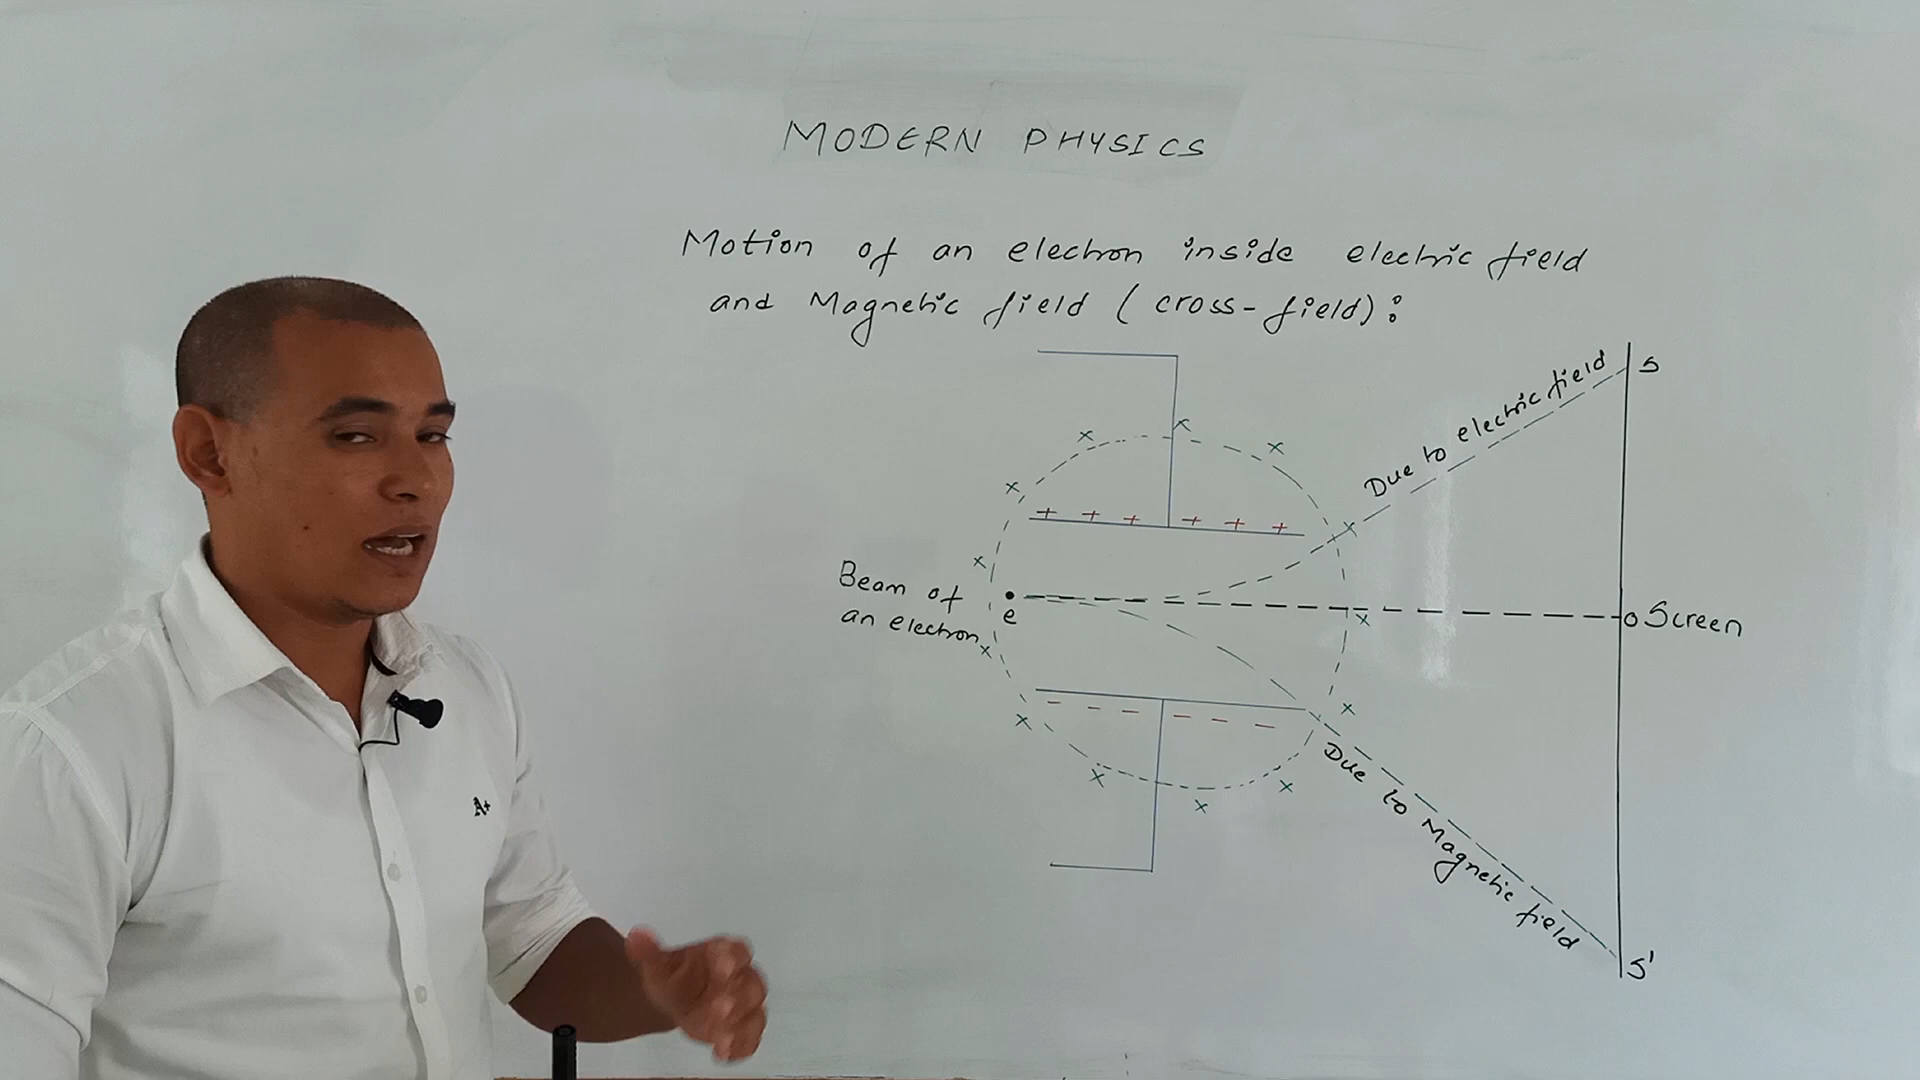 MODERN PHYSICS
Motion of an electron inside electric field
and Magnetic field ( cross-field):
S
Due to electric field
x x x
x x
+ + + + + +
x
Beam of
an electron
e
x
o Screen
x
- - - - - -
x x
x x x
Due to Magnetic field
S'
A+